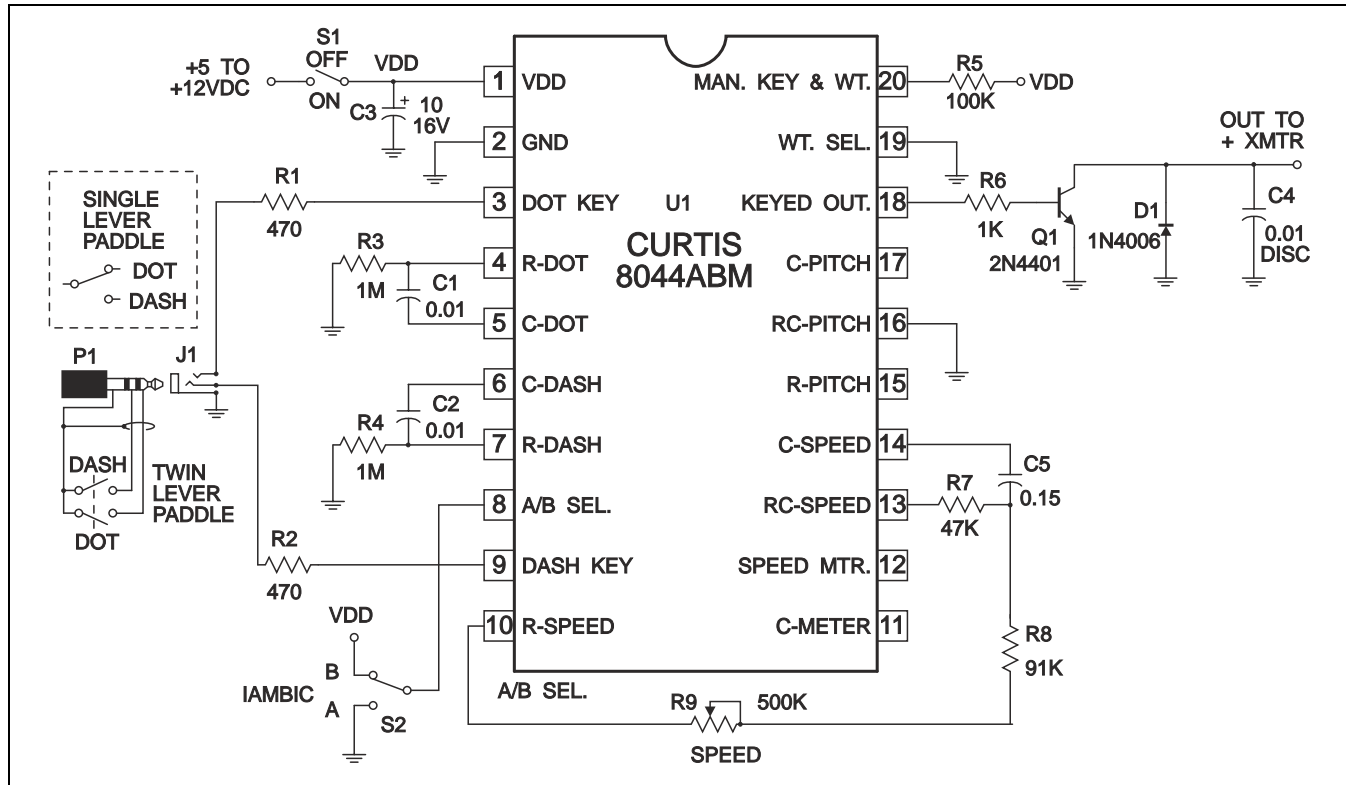 +5 TO
+12VDC
S1
OFF
ON
VDD
C3
+
10
16V
1 VDD
2 GND
3 DOT KEY
4 R-DOT
5 C-DOT
6 C-DASH
7 R-DASH
8 A/B SEL.
9 DASH KEY
10 R-SPEED
U1
CURTIS
8044ABM
MAN. KEY & WT. 20
WT. SEL. 19
KEYED OUT. 18
C-PITCH 17
RC-PITCH 16
R-PITCH 15
C-SPEED 14
RC-SPEED 13
SPEED MTR. 12
C-METER 11
SINGLE
LEVER
PADDLE
DOT
DASH
P1
J1
DASH
DOT
TWIN
LEVER
PADDLE
R1
470
R3
1M
C1
0.01
C2
0.01
R4
1M
R2
470
VDD
B
IAMBIC
A
S2
A/B SEL.
R5
100K
VDD
OUT TO
+ XMTR
R6
1K
Q1
2N4401
D1
1N4006
C4
0.01
DISC
C5
0.15
R7
47K
R8
91K
R9
500K
SPEED